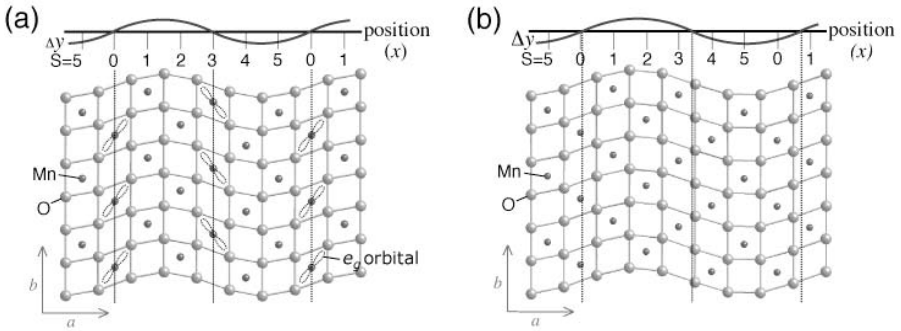 (a)
position
Δy
(x)
S=5 0 1 2 3 4 5 0 1
Mn
O
e_g orbital
b
a
(b)
position
Δy
(x)
S=5 0 1 2 3 4 5 0 1
Mn
O
b
a